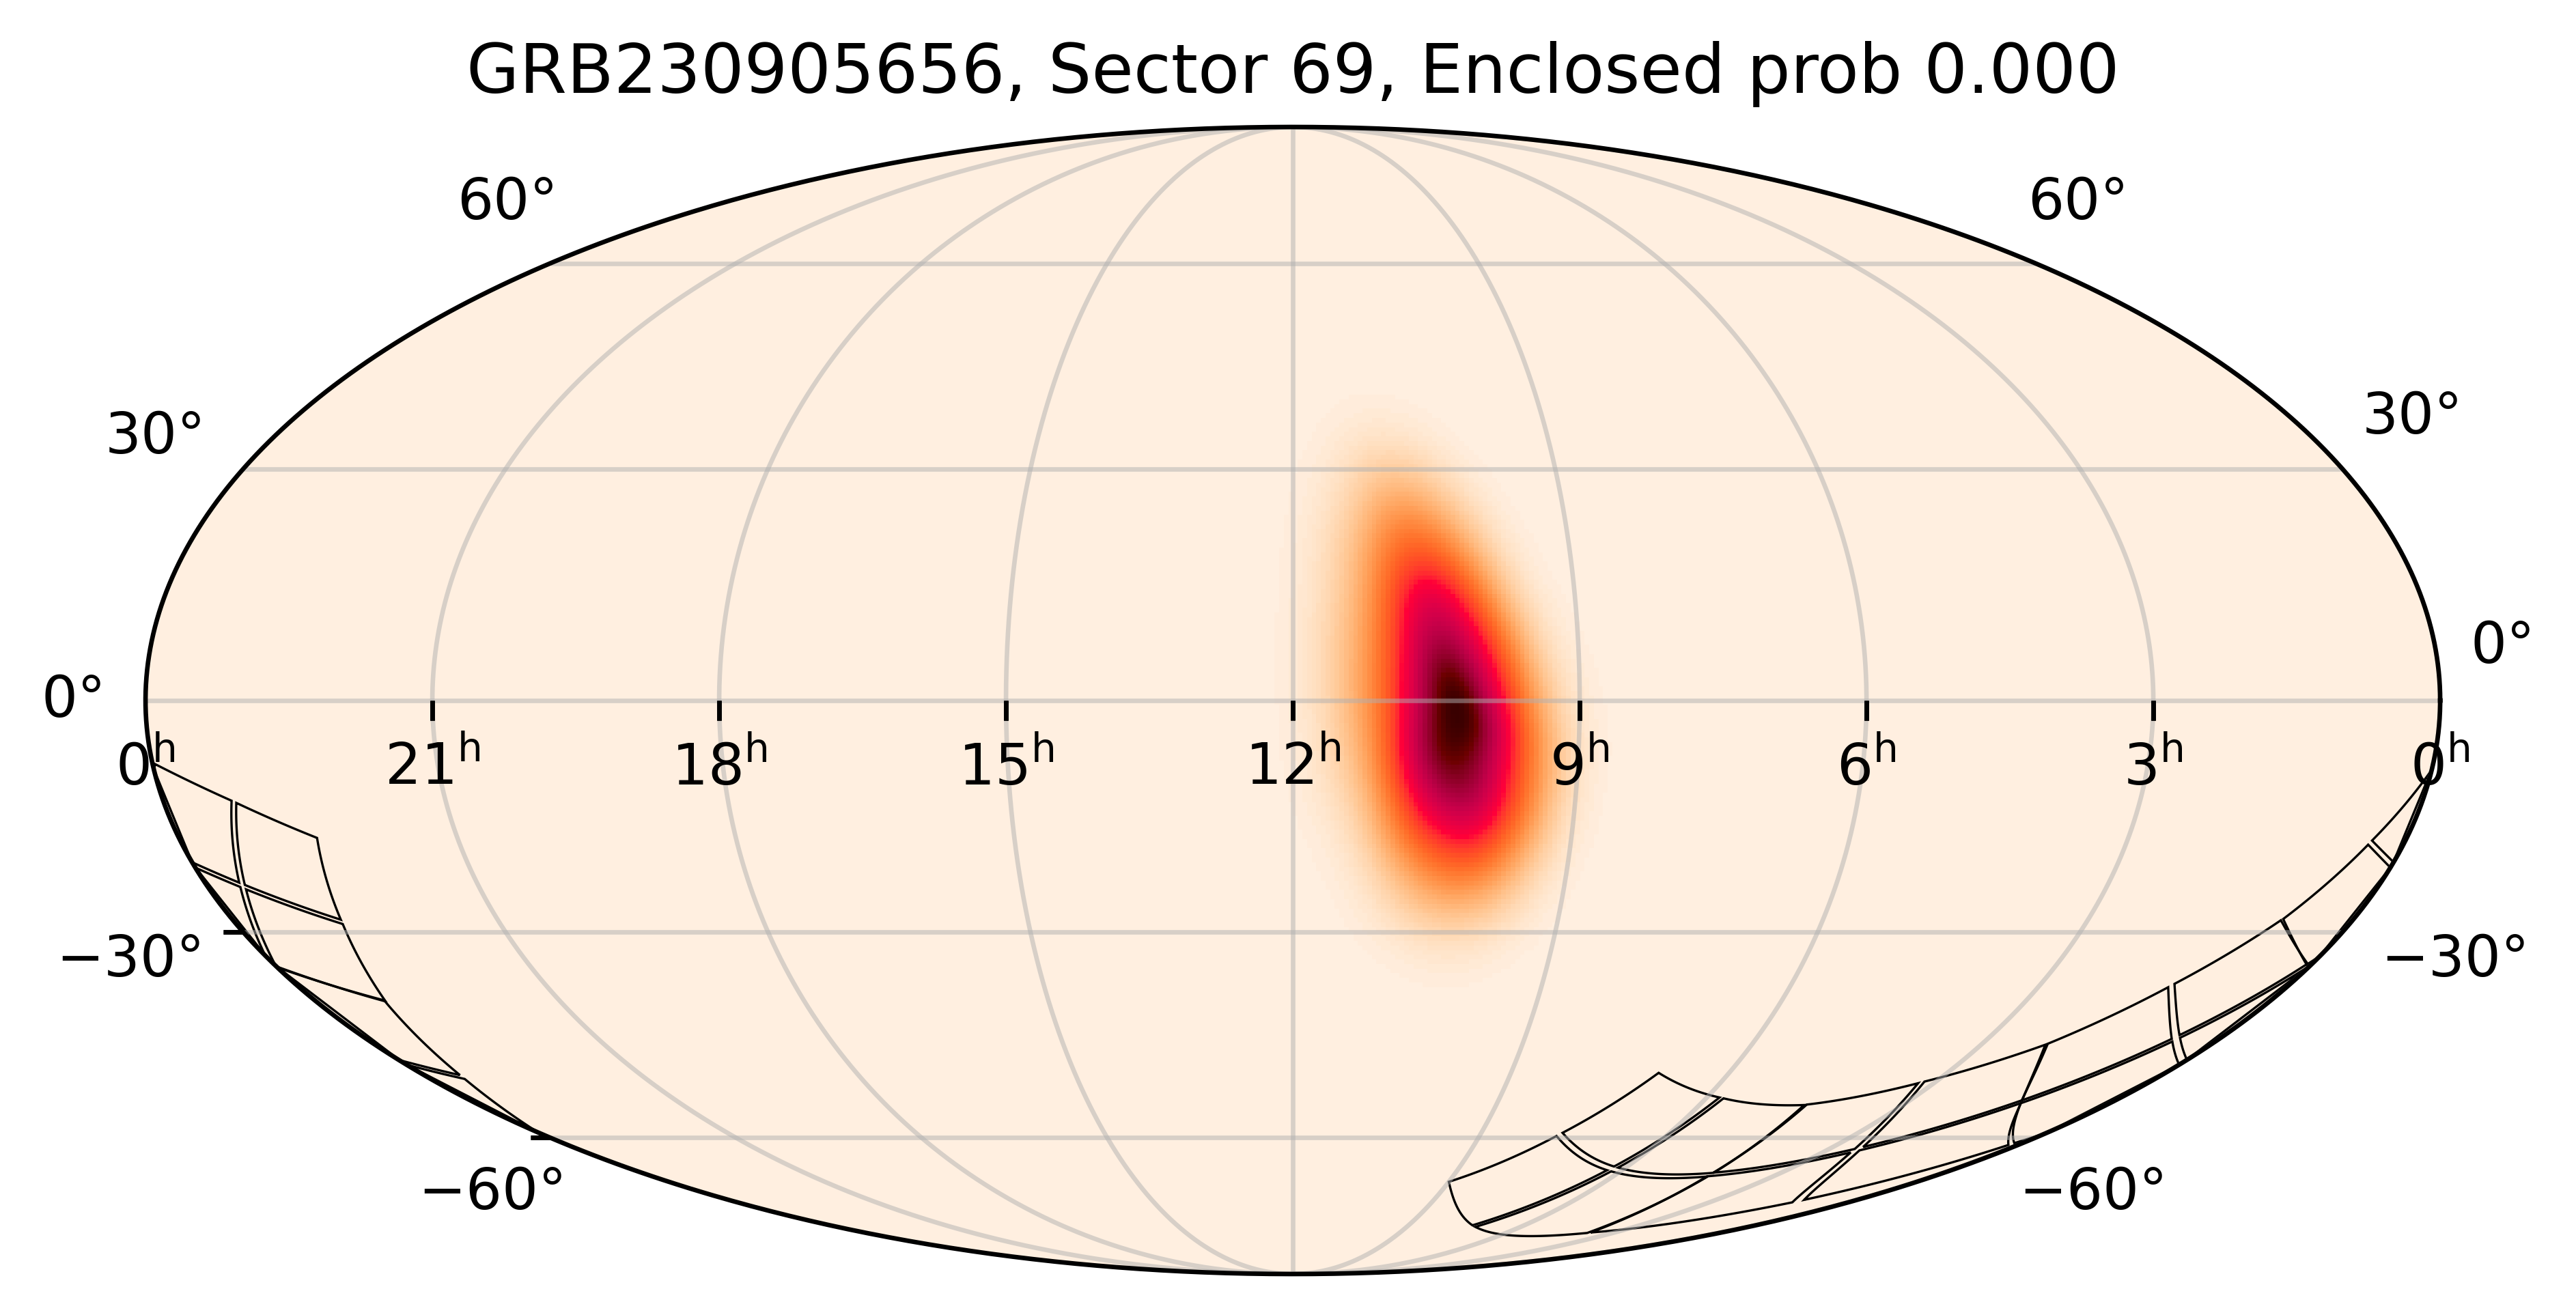 GRB230905656, Sector 69, Enclosed prob 0.000
60° 60°
30° 30°
0° 0°
0ʰ 21ʰ 18ʰ 15ʰ 12ʰ 9ʰ 6ʰ 3ʰ 0ʰ
−30° −30°
−60° −60°